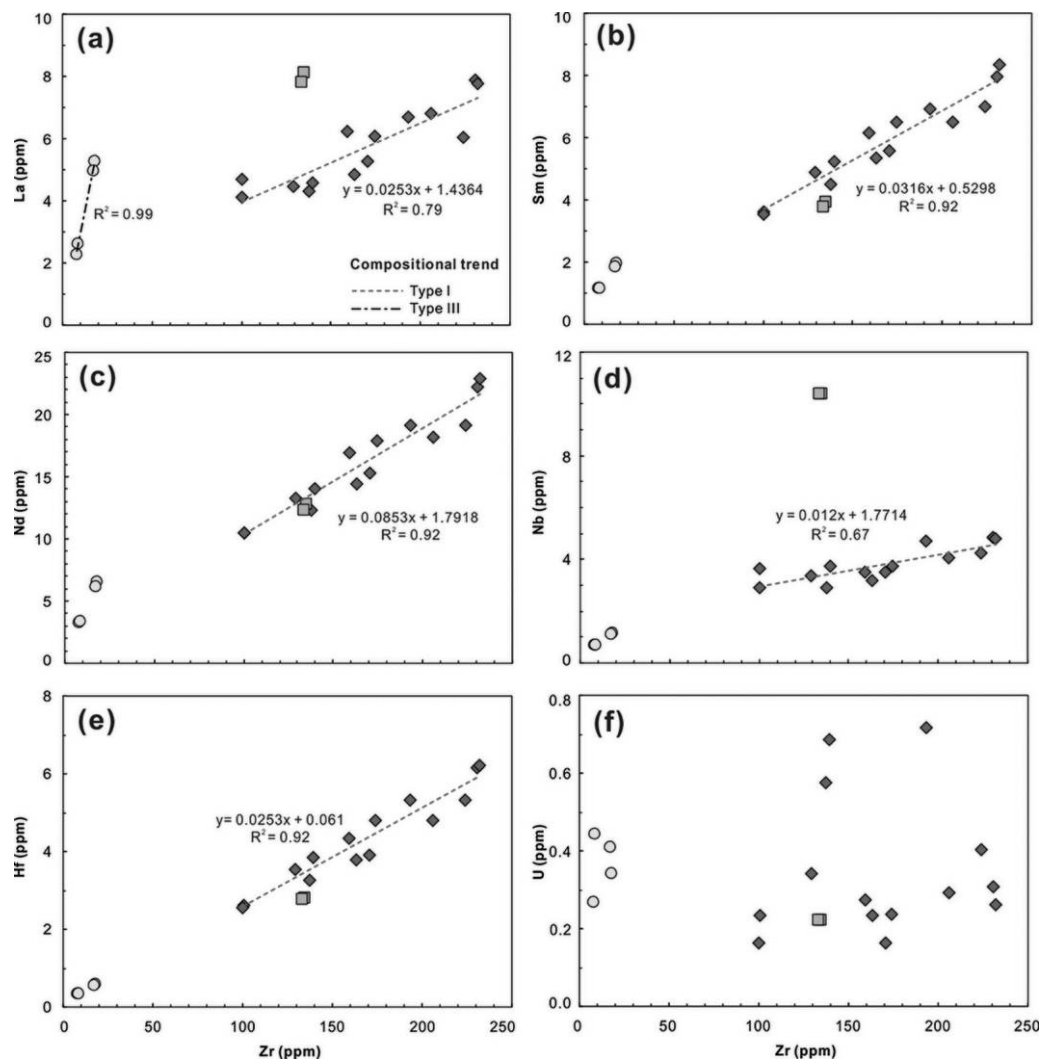 (a)
10
8
6
4
2
0
La (ppm)
R² = 0.99
y = 0.0253x + 1.4364
R² = 0.79
Compositional trend
Type I
Type III
(b)
10
8
6
4
2
0
Sm (ppm)
y = 0.0316x + 0.5298
R² = 0.92
(c)
25
20
15
10
5
0
Nd (ppm)
y = 0.0853x + 1.7918
R² = 0.92
(d)
12
8
4
0
Nb (ppm)
y = 0.012x + 1.7714
R² = 0.67
(e)
8
6
4
2
0
Hf (ppm)
y= 0.0253x + 0.061
R² = 0.92
0 50 100 150 200 250
Zr (ppm)
(f)
0.8
0.6
0.4
0.2
0.0
U (ppm)
0 50 100 150 200 250
Zr (ppm)